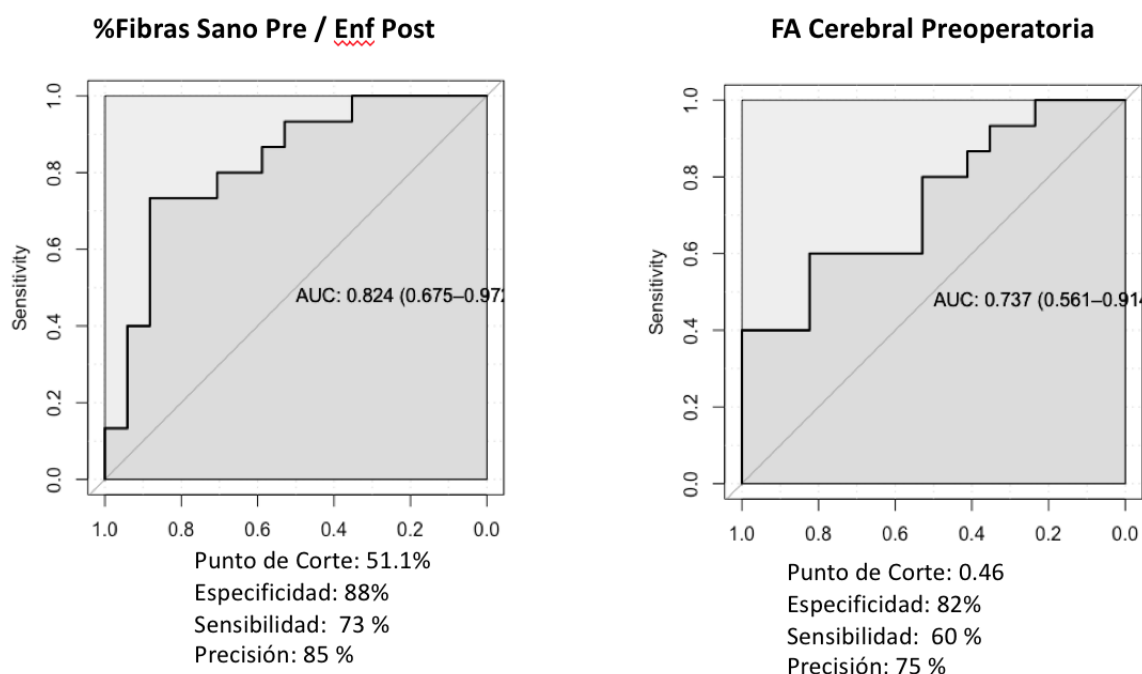 %Fibras Sano Pre / Enf Post
1.0
0.8
0.6
0.4
0.2
0.0
Sensitivity
AUC: 0.824 (0.675–0.97
1.0 0.8 0.6 0.4 0.2 0.0
Punto de Corte: 51.1%
Especificidad: 88%
Sensibilidad: 73 %
Precisión: 85 %
FA Cerebral Preoperatoria
1.0
0.8
0.6
0.4
0.2
0.0
Sensitivity
AUC: 0.737 (0.561–0.914
1.0 0.8 0.6 0.4 0.2 0.0
Punto de Corte: 0.46
Especificidad: 82%
Sensibilidad: 60 %
Precisión: 75 %